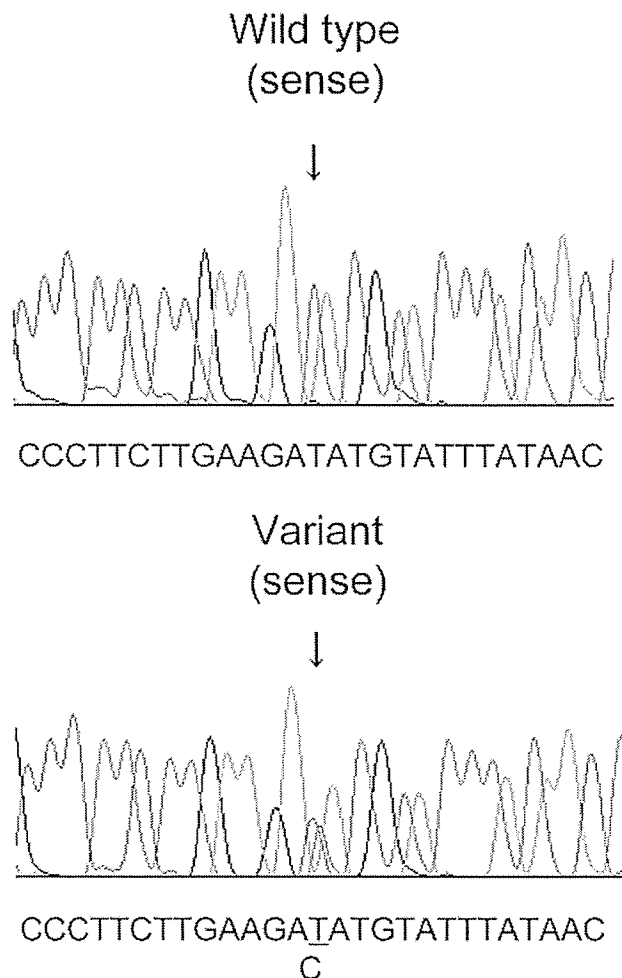 Wild type
(sense)
↓
CCCTTCTTGAAGATATGTATTTATAAC
Variant
(sense)
↓
CCCTTCTTGAAGATATGTATTTATAAC
C